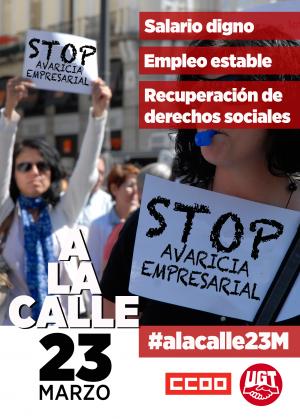 STOP
AVARICIA
EMPRESARIAL
Salario digno
Empleo estable
Recuperación de
derechos sociales
STOP
AVARICIA
EMPRESARIAL
A
LA
CALLE
23
MARZO
#alacalle23M
CCOO
UGT